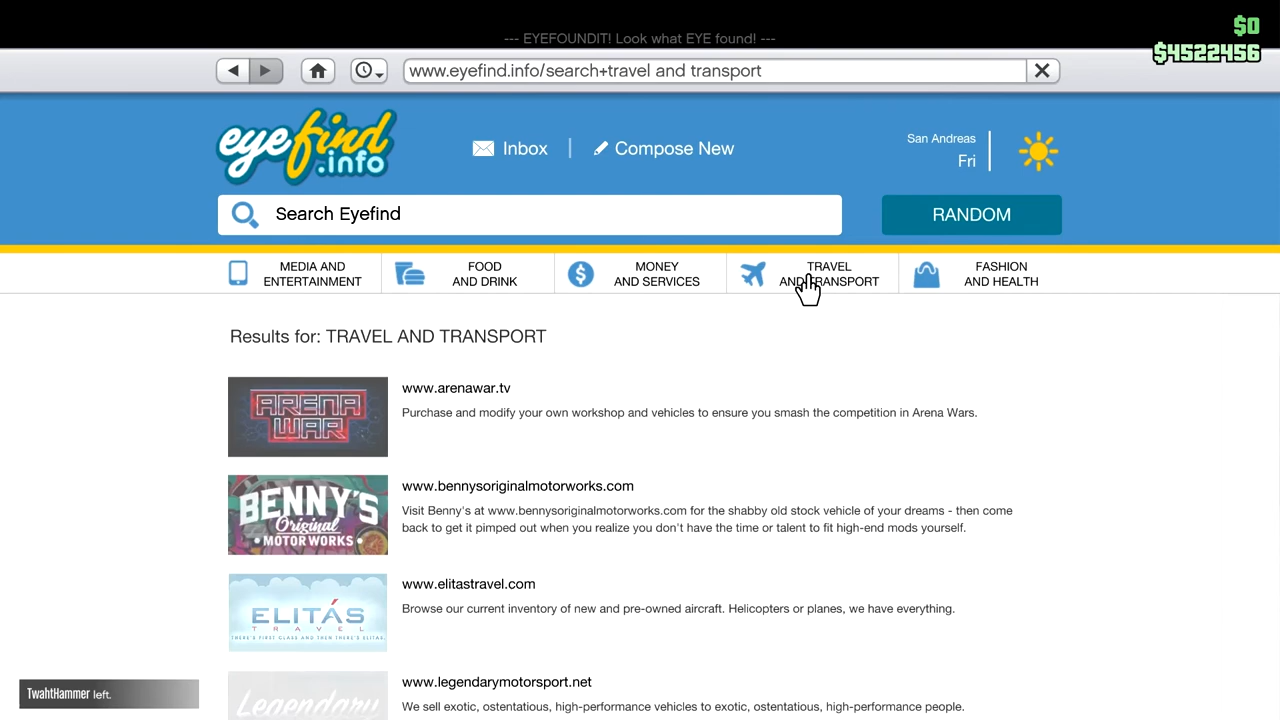 $0
--- EYEFOUNDIT! Look what EYE found! ---
$4522456
www.eyefind.info/search+travel and transport
eyefind
.info
Inbox
Compose New
San Andreas
Fri
Search Eyefind
RANDOM
MEDIA AND
ENTERTAINMENT
FOOD
AND DRINK
MONEY
AND SERVICES
TRAVEL
AND TRANSPORT
FASHION
AND HEALTH
Results for: TRAVEL AND TRANSPORT
ARENA
WAR
www.arenawar.tv
Purchase and modify your own workshop and vehicles to ensure you smash the competition in Arena Wars.
BENNY'S
Original
• MOTOR WORKS •
www.bennysoriginalmotorworks.com
Visit Benny's at www.bennysoriginalmotorworks.com for the shabby old stock vehicle of your dreams - then come
back to get it pimped out when you realize you don't have the time or talent to fit high-end mods yourself.
ELITÁS
TRAVEL
THERE'S FIRST CLASS AND THEN THERE'S ELITAS.
www.elitastravel.com
Browse our current inventory of new and pre-owned aircraft. Helicopters or planes, we have everything.
Legendary
www.legendarymotorsport.net
We sell exotic, ostentatious, high-performance vehicles to exotic, ostentatious, high-performance people.
TwahtHammer left.